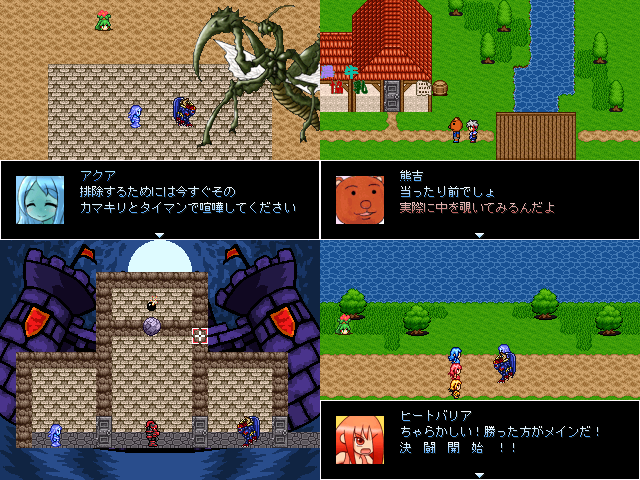 アクア
排除するためには今すぐその
カマキリとタイマンで喧嘩してください
熊吉
当ったり前でしょ
実際に中を覗いてみるんだよ
ヒートバリア
ちゃらかしい！勝った方がメインだ！
決 闘 開 始 ！！